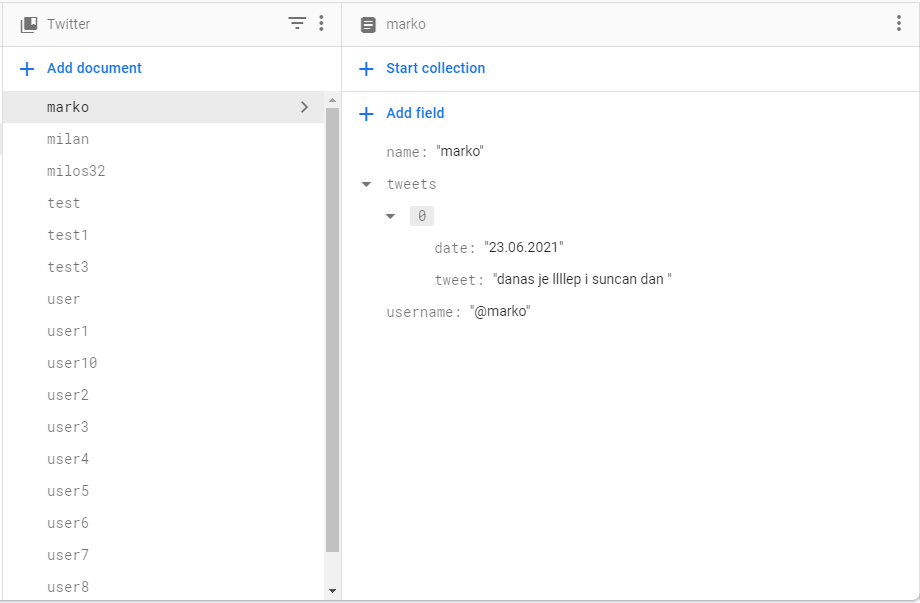 Twitter
Add document
marko
milan
milos32
test
test1
test3
user
user1
user10
user2
user3
user4
user5
user6
user7
user8
marko
Start collection
Add field
name: "marko"
tweets
0
date: "23.06.2021"
tweet: "danas je llllep i suncan dan "
username: "@marko"